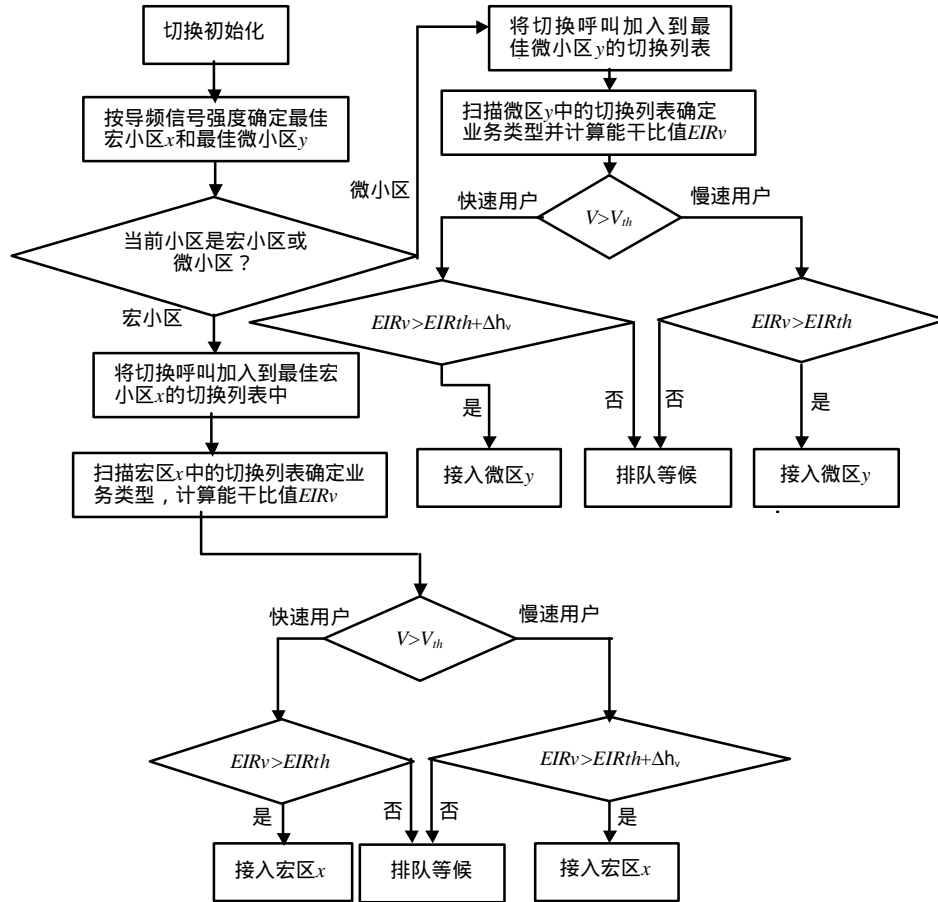 切换初始化
按导频信号强度确定最佳
宏小区x和最佳微小区y
当前小区是宏小区或
微小区？
微小区
宏小区
将切换呼叫加入到最
佳微小区y的切换列表
扫描微区y中的切换列表确定
业务类型并计算能干比值EIRv
快速用户
V>Vth
慢速用户
EIRv>EIRth+Δhv
EIRv>EIRth
是
否
否
是
接入微区y
排队等候
接入微区y
将切换呼叫加入到最佳宏
小区x的切换列表中
扫描宏区x中的切换列表确定业
务类型，计算能干比值EIRv
快速用户
V>Vth
慢速用户
EIRv>EIRth
EIRv>EIRth+Δhv
是
否
否
是
接入宏区x
排队等候
接入宏区x